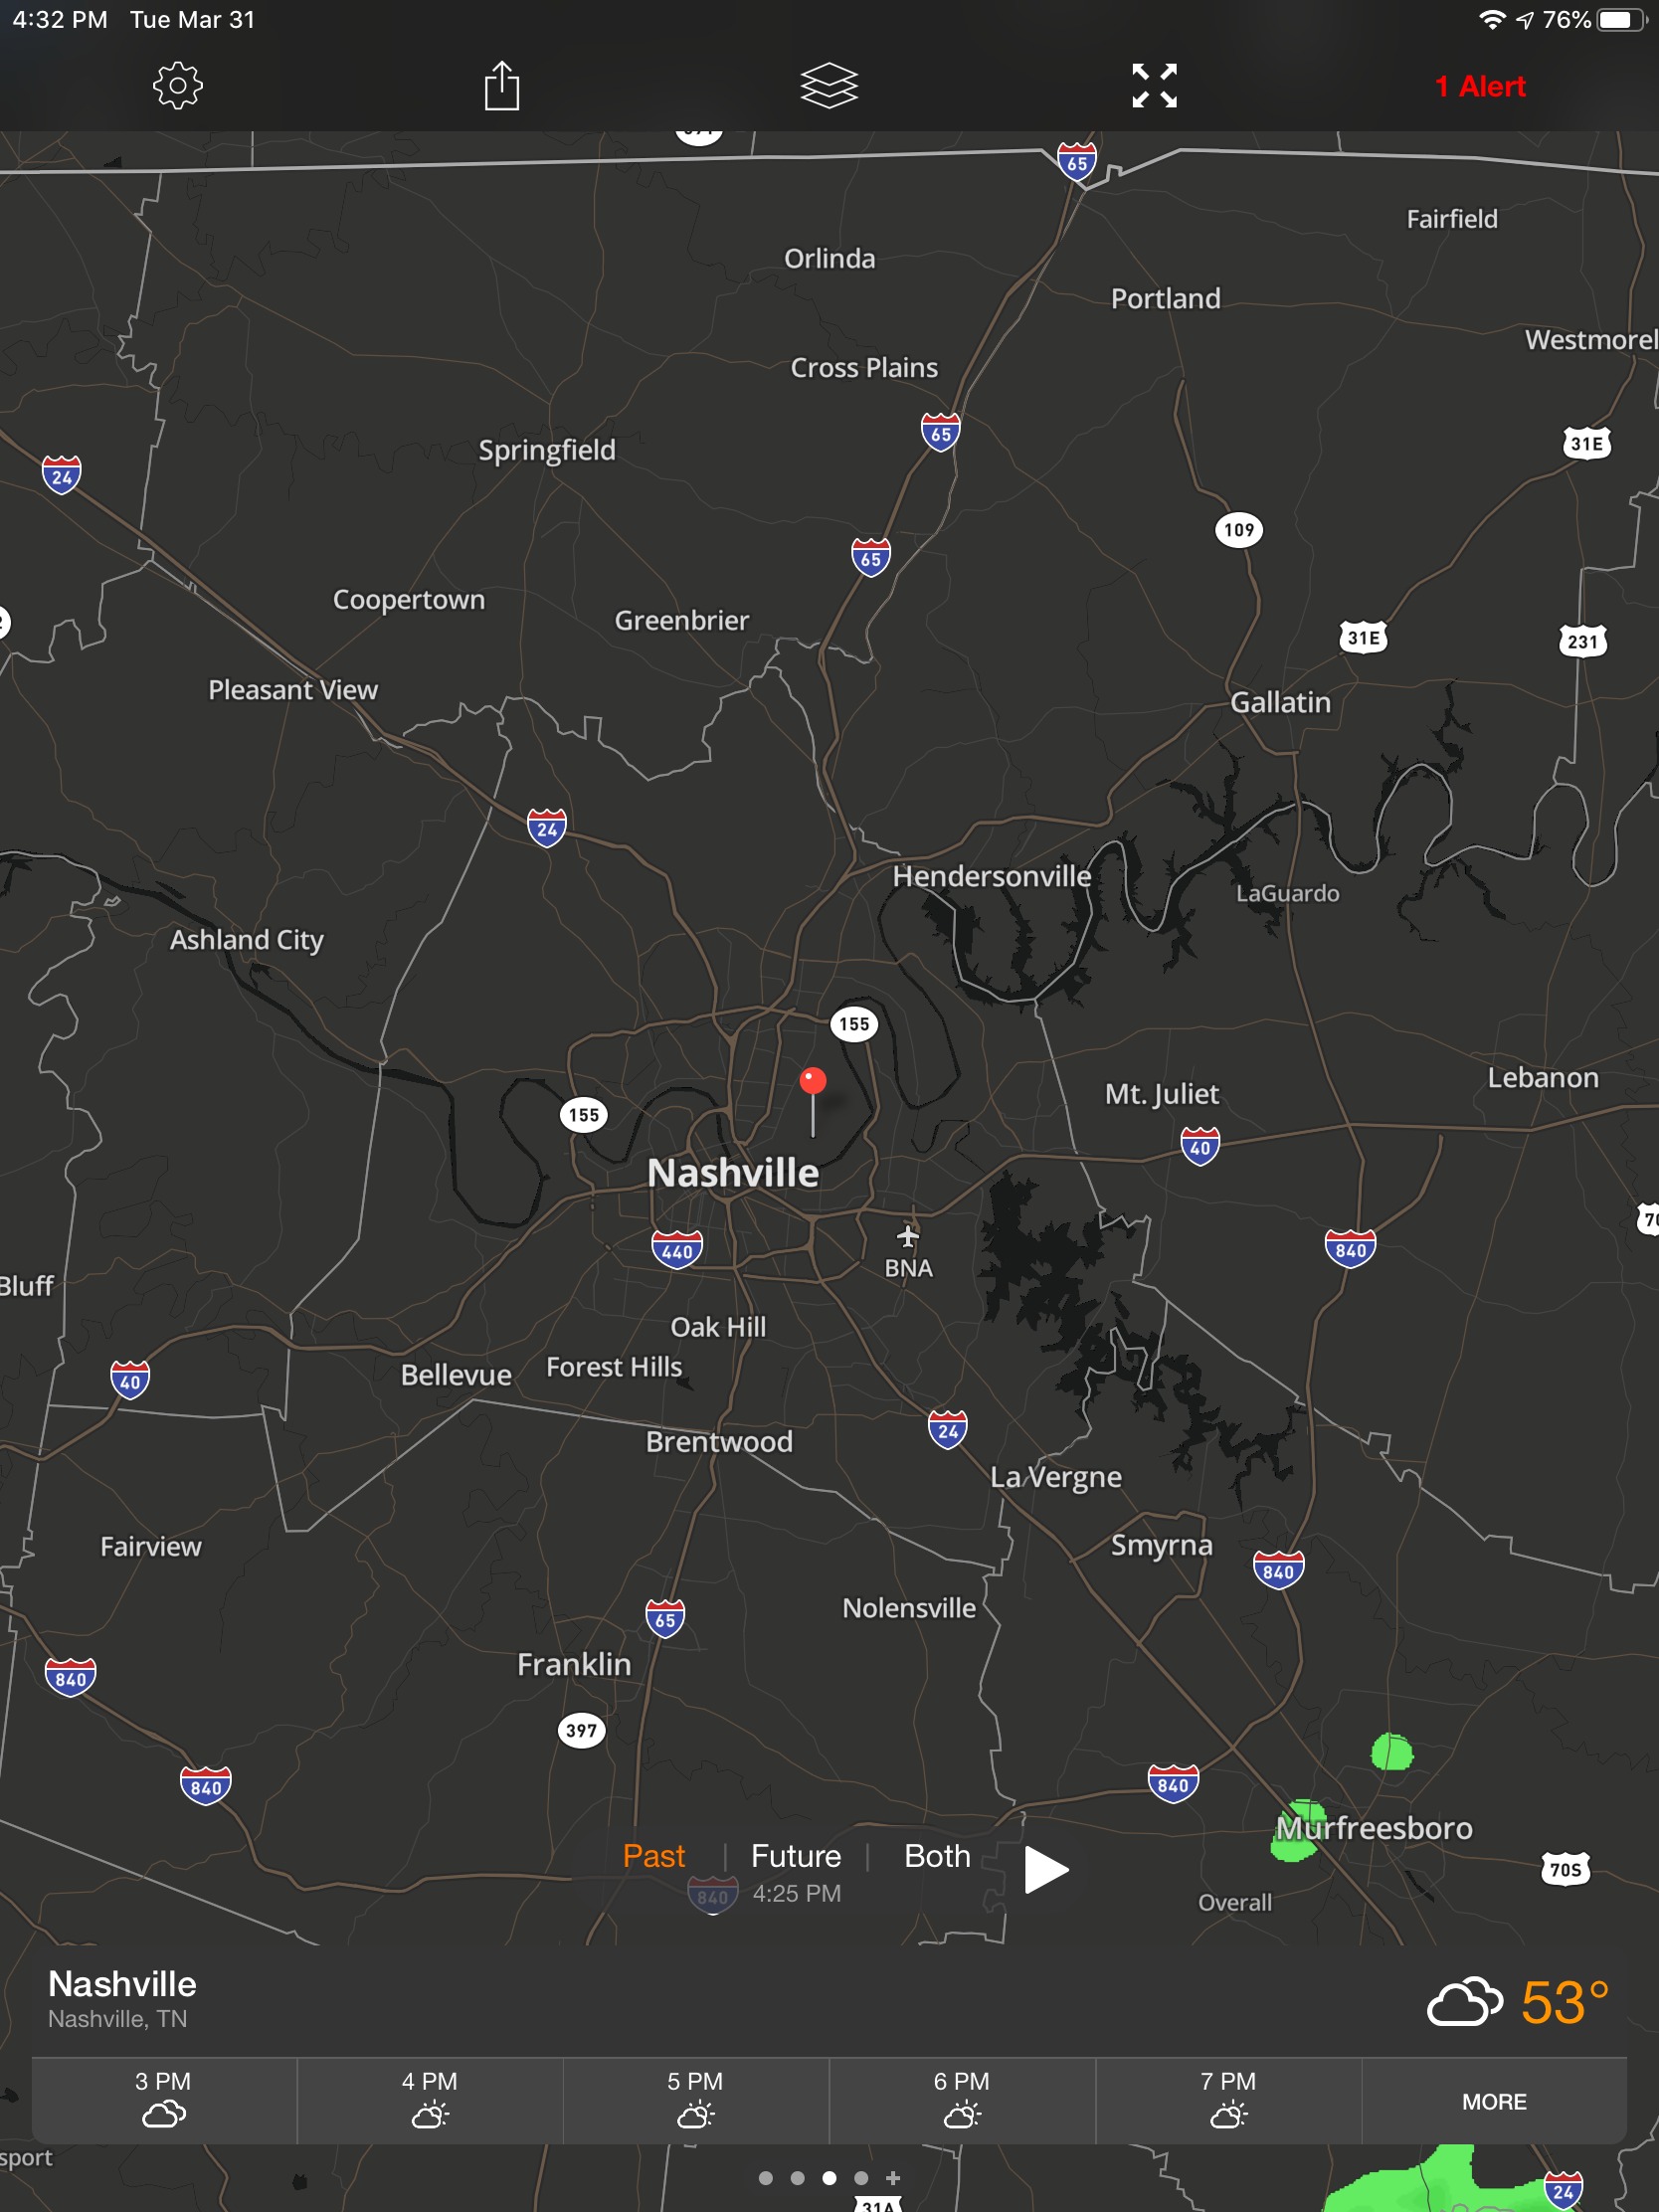 4:32 PM Tue Mar 31
76%
1 Alert
65
Fairfield
Orlinda
Portland
Westmorel
Cross Plains
65
31E
Springfield
24
109
65
Coopertown
Greenbrier
31E
231
Pleasant View
Gallatin
24
Hendersonville
LaGuardo
Ashland City
155
Lebanon
Mt. Juliet
155
40
Nashville
70
440
BNA
840
Bluff
Oak Hill
Forest Hills
Bellevue
40
24
Brentwood
La Vergne
Fairview
Smyrna
840
Nolensville
65
Franklin
840
397
840
840
Murfreesboro
Past | Future | Both
70S
840
4:25 PM
Overall
Nashville
Nashville, TN
53°
3 PM
4 PM
5 PM
6 PM
7 PM
MORE
sport
24
31A